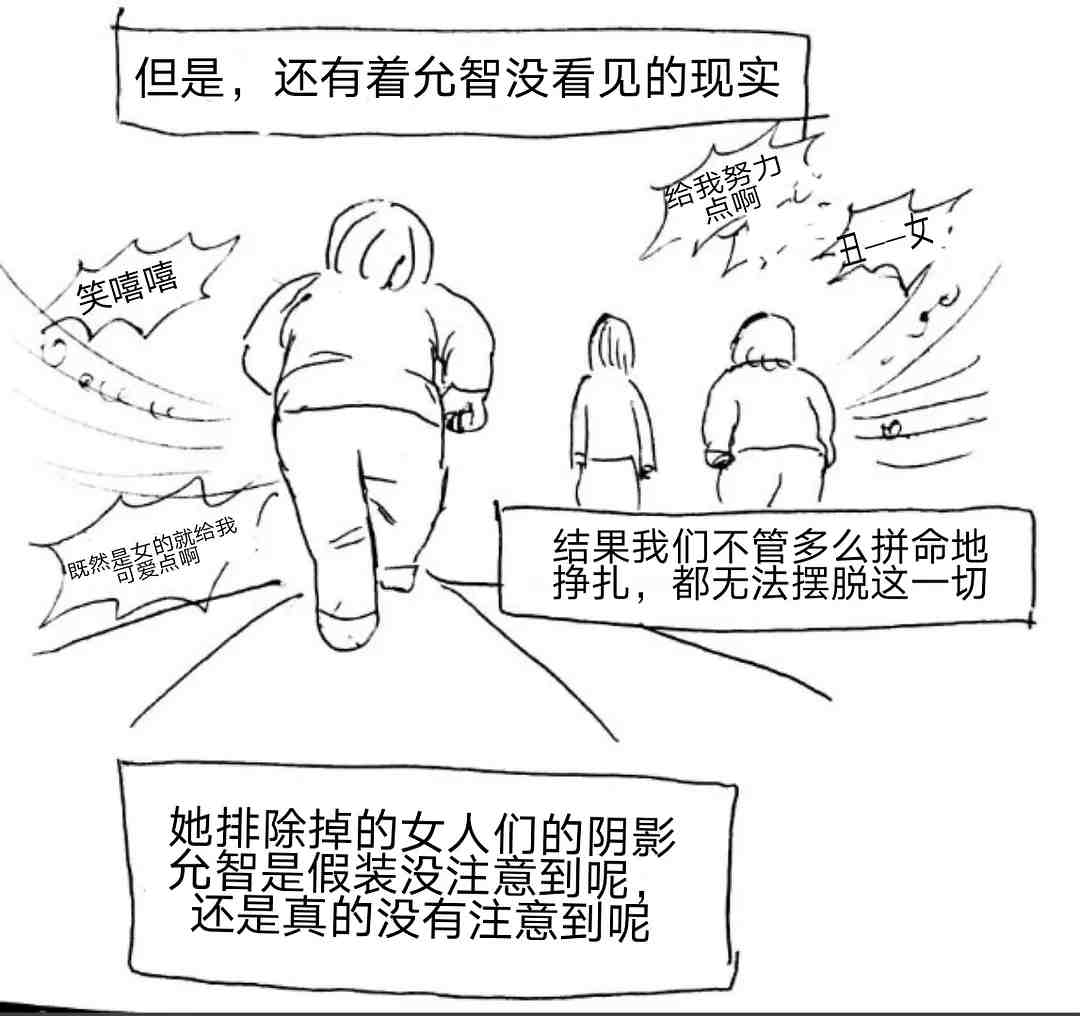 但是，还有着允智没看见的现实
给我努力
点啊
丑——女
笑嘻嘻
既然是女的就给我
可爱点啊
结果我们不管多么拼命地
挣扎，都无法摆脱这一切
她排除掉的女人们的阴影
允智是假装没注意到呢，
还是真的没有注意到呢